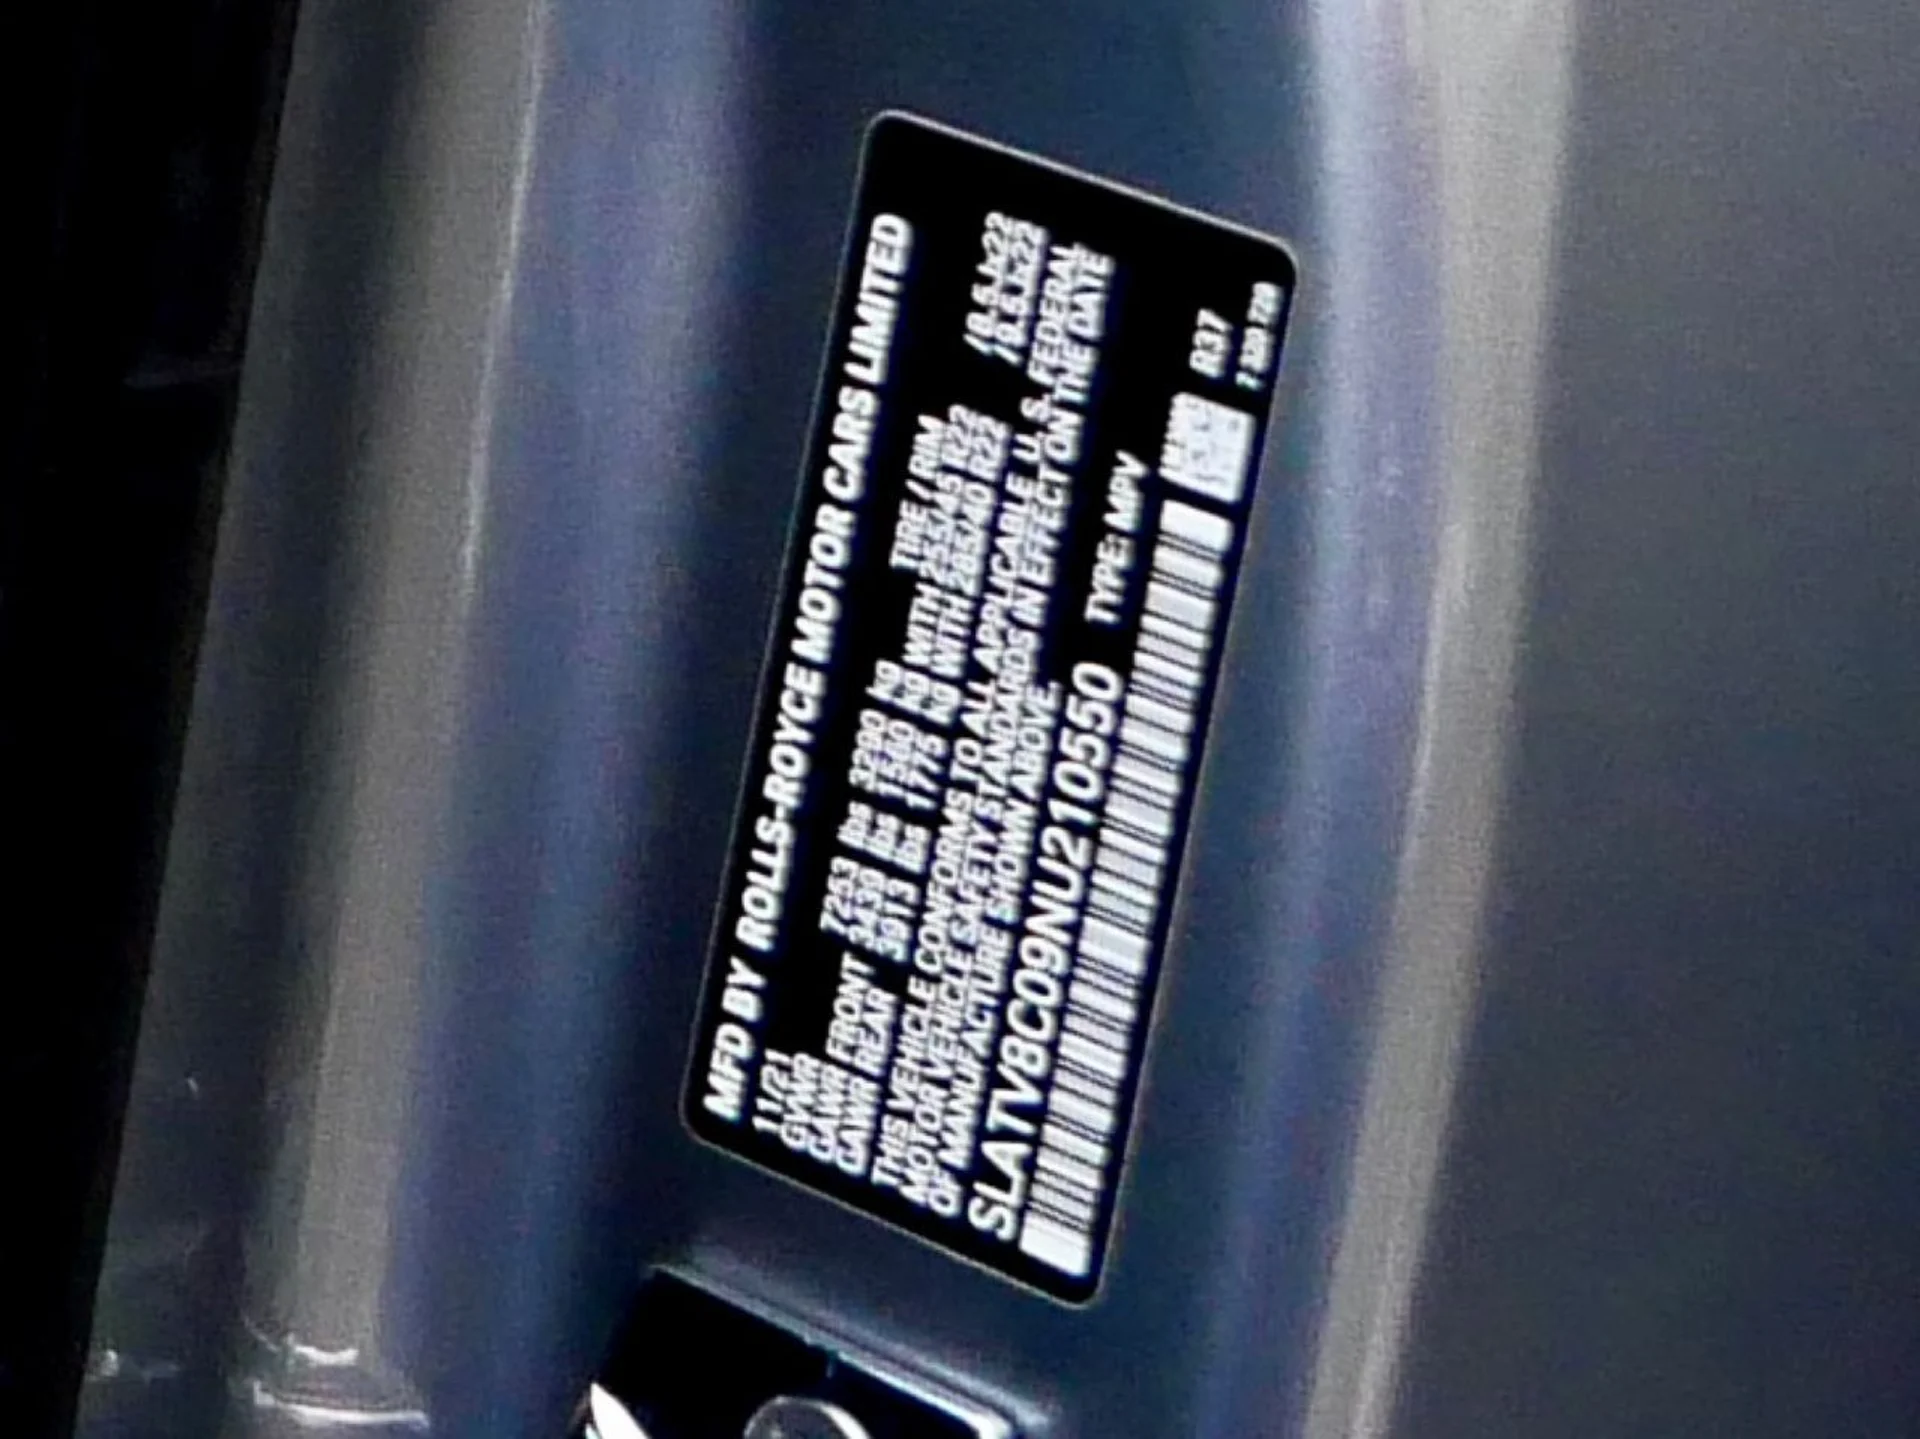 MFD BY ROLLS-ROYCE MOTOR CARS LIMITED
11/21
GVWR 7253 lbs 3290 kg TIRE / RIM
GAWR FRONT 3439 lbs 1560 kg WITH 255/45 R22 /8.5Jx22
GAWR REAR 3913 lbs 1775 kg WITH 285/40 R22 /9.5Jx22
THIS VEHICLE CONFORMS TO ALL APPLICABLE U.S. FEDERAL
MOTOR VEHICLE SAFETY STANDARDS IN EFFECT ON THE DATE
OF MANUFACTURE SHOWN ABOVE.
SLATV8C09NU210550 TYPE: MPV